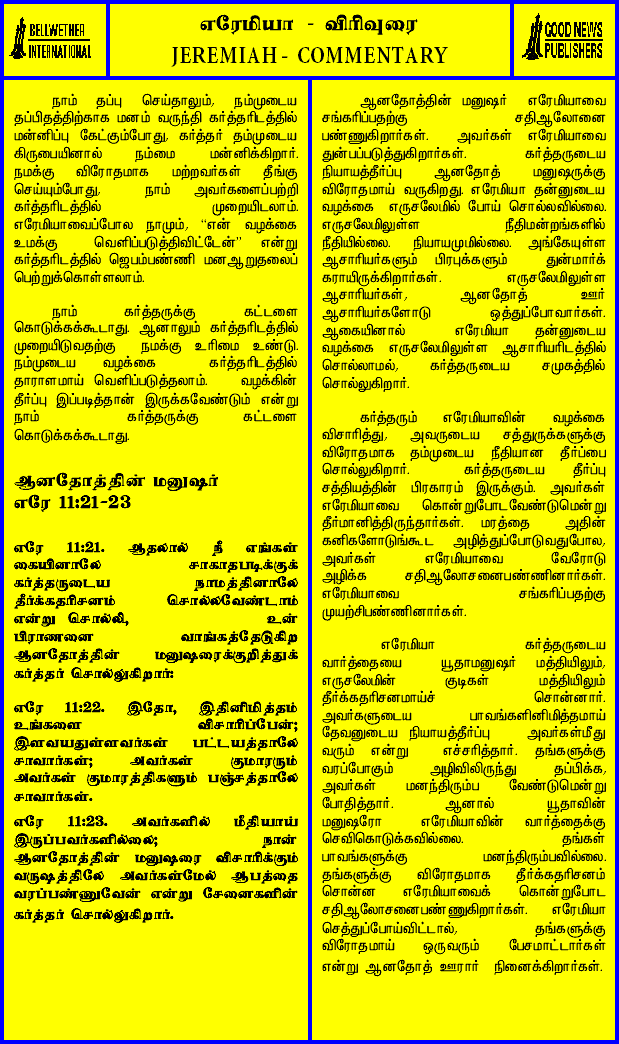 BELLWETHER
INTERNATIONAL
எரேமியா - விரிவுரை
JEREMIAH - COMMENTARY
GOOD NEWS
PUBLISHERS
நாம் தப்பு செய்தாலும், நம்முடைய
தப்பிதத்திற்காக மனம் வருந்தி கர்த்தரிடத்தில்
மன்னிப்பு கேட்கும்போது, கர்த்தர் தம்முடைய
கிருபையினால் நம்மை மன்னிக்கிறார்.
நமக்கு விரோதமாக மற்றவர்கள் தீங்கு
செய்யும்போது, நாம் அவர்களைப்பற்றி
கர்த்தரிடத்தில் முறையிடலாம்.
எரேமியாவைப்போல நாமும், “என் வழக்கை
உமக்கு வெளிப்படுத்திவிட்டேன்” என்று
கர்த்தரிடத்தில் ஜெபம்பண்ணி மனஆறுதலைப்
பெற்றுக்கொள்ளலாம்.
நாம் கர்த்தருக்கு கட்டளை
கொடுக்கக்கூடாது. ஆனாலும் கர்த்தரிடத்தில்
முறையிடுவதற்கு நமக்கு உரிமை உண்டு.
நம்முடைய வழக்கை கர்த்தரிடத்தில்
தாராளமாய் வெளிப்படுத்தலாம். வழக்கின்
தீர்ப்பு இப்படித்தான் இருக்கவேண்டும் என்று
நாம் கர்த்தருக்கு கட்டளை
கொடுக்கக்கூடாது.
ஆனதோத்தின் மனுஷர்
எரே 11:21-23
எரே 11:21. ஆதலால் நீ எங்கள்
கையினாலே சாகாதபடிக்குக்
கர்த்தருடைய நாமத்தினாலே
தீர்க்கதரிசனம் சொல்லவேண்டாம்
என்று சொல்லி, உன்
பிராணனை வாங்கத்தேடுகிற
ஆனதோத்தின் மனுஷரைக்குறித்துக்
கர்த்தர் சொல்லுகிறார்:
எரே 11:22. இதோ, இதினிமித்தம்
உங்களை விசாரிப்பேன்;
இளவயதுள்ளவர்கள் பட்டயத்தாலே
சாவார்கள்; அவர்கள் குமாரரும்
அவர்கள் குமாரத்திகளும் பஞ்சத்தாலே
சாவார்கள்.
எரே 11:23. அவர்களில் மீதியாய்
இருப்பவர்களில்லை; நான்
ஆனதோத்தின் மனுஷரை விசாரிக்கும்
வருஷத்திலே அவர்கள்மேல் ஆபத்தை
வரப்பண்ணுவேன் என்று சேனைகளின்
கர்த்தர் சொல்லுகிறார்.
ஆனதோத்தின் மனுஷர் எரேமியாவை
சங்கரிப்பதற்கு சதிஆலோனை
பண்ணுகிறார்கள். அவர்கள் எரேமியாவை
துன்பப்படுத்துகிறார்கள். கர்த்தருடைய
நியாயத்தீர்ப்பு ஆனதோத் மனுஷருக்கு
விரோதமாய் வருகிறது. எரேமியா தன்னுடைய
வழக்கை எருசலேமில் போய் சொல்லவில்லை.
எருசலேமிலுள்ள நீதிமன்றங்களில்
நீதியில்லை. நியாயமுமில்லை. அங்கேயுள்ள
ஆசாரியர்களும் பிரபுக்களும் துன்மார்க்
கராயிருக்கிறார்கள். எருசலேமிலுள்ள
ஆசாரியர்கள், ஆனதோத் ஊர்
ஆசாரியர்களோடு ஒத்துப்போவார்கள்.
ஆகையினால் எரேமியா தன்னுடைய
வழக்கை எருசலேமிலுள்ள ஆசாரியரிடத்தில்
சொல்லாமல், கர்த்தருடைய சமுகத்தில்
சொல்லுகிறார்.
கர்த்தரும் எரேமியாவின் வழக்கை
விசாரித்து, அவருடைய சத்துருக்களுக்கு
விரோதமாக தம்முடைய நீதியான தீர்ப்பை
சொல்லுகிறார். கர்த்தருடைய தீர்ப்பு
சத்தியத்தின் பிரகாரம் இருக்கும். அவர்கள்
எரேமியாவை கொன்றுபோடவேண்டுமென்று
தீர்மானித்திருந்தார்கள். மரத்தை அதின்
கனிகளோடுங்கூட அழித்துப்போடுவதுபோல,
அவர்கள் எரேமியாவை வேரோடு
அழிக்க சதிஆலோசனைபண்ணினார்கள்.
எரேமியாவை சங்கரிப்பதற்கு
முயற்சிபண்ணினார்கள்.
எரேமியா கர்த்தருடைய
வார்த்தையை யூதாமனுஷர் மத்தியிலும்,
எருசலேமின் குடிகள் மத்தியிலும்
தீர்க்கதரிசனமாய்ச் சொன்னார்.
அவர்களுடைய பாவங்களினிமித்தமாய்
தேவனுடைய நியாயத்தீர்ப்பு அவர்கள்மீது
வரும் என்று எச்சரித்தார். தங்களுக்கு
வரப்போகும் அழிவிலிருந்து தப்பிக்க,
அவர்கள் மனந்திரும்ப வேண்டுமென்று
போதித்தார். ஆனால் யூதாவின்
மனுஷரோ எரேமியாவின் வார்த்தைக்கு
செவிகொடுக்கவில்லை. தங்கள்
பாவங்களுக்கு மனந்திரும்பவில்லை.
தங்களுக்கு விரோதமாக தீர்க்கதரிசனம்
சொன்ன எரேமியாவைக் கொன்றுபோட
சதிஆலோசனைபண்ணுகிறார்கள். எரேமியா
செத்துப்போய்விட்டால், தங்களுக்கு
விரோதமாய் ஒருவரும் பேசமாட்டார்கள்
என்று ஆனதோத் ஊரார் நினைக்கிறார்கள்.